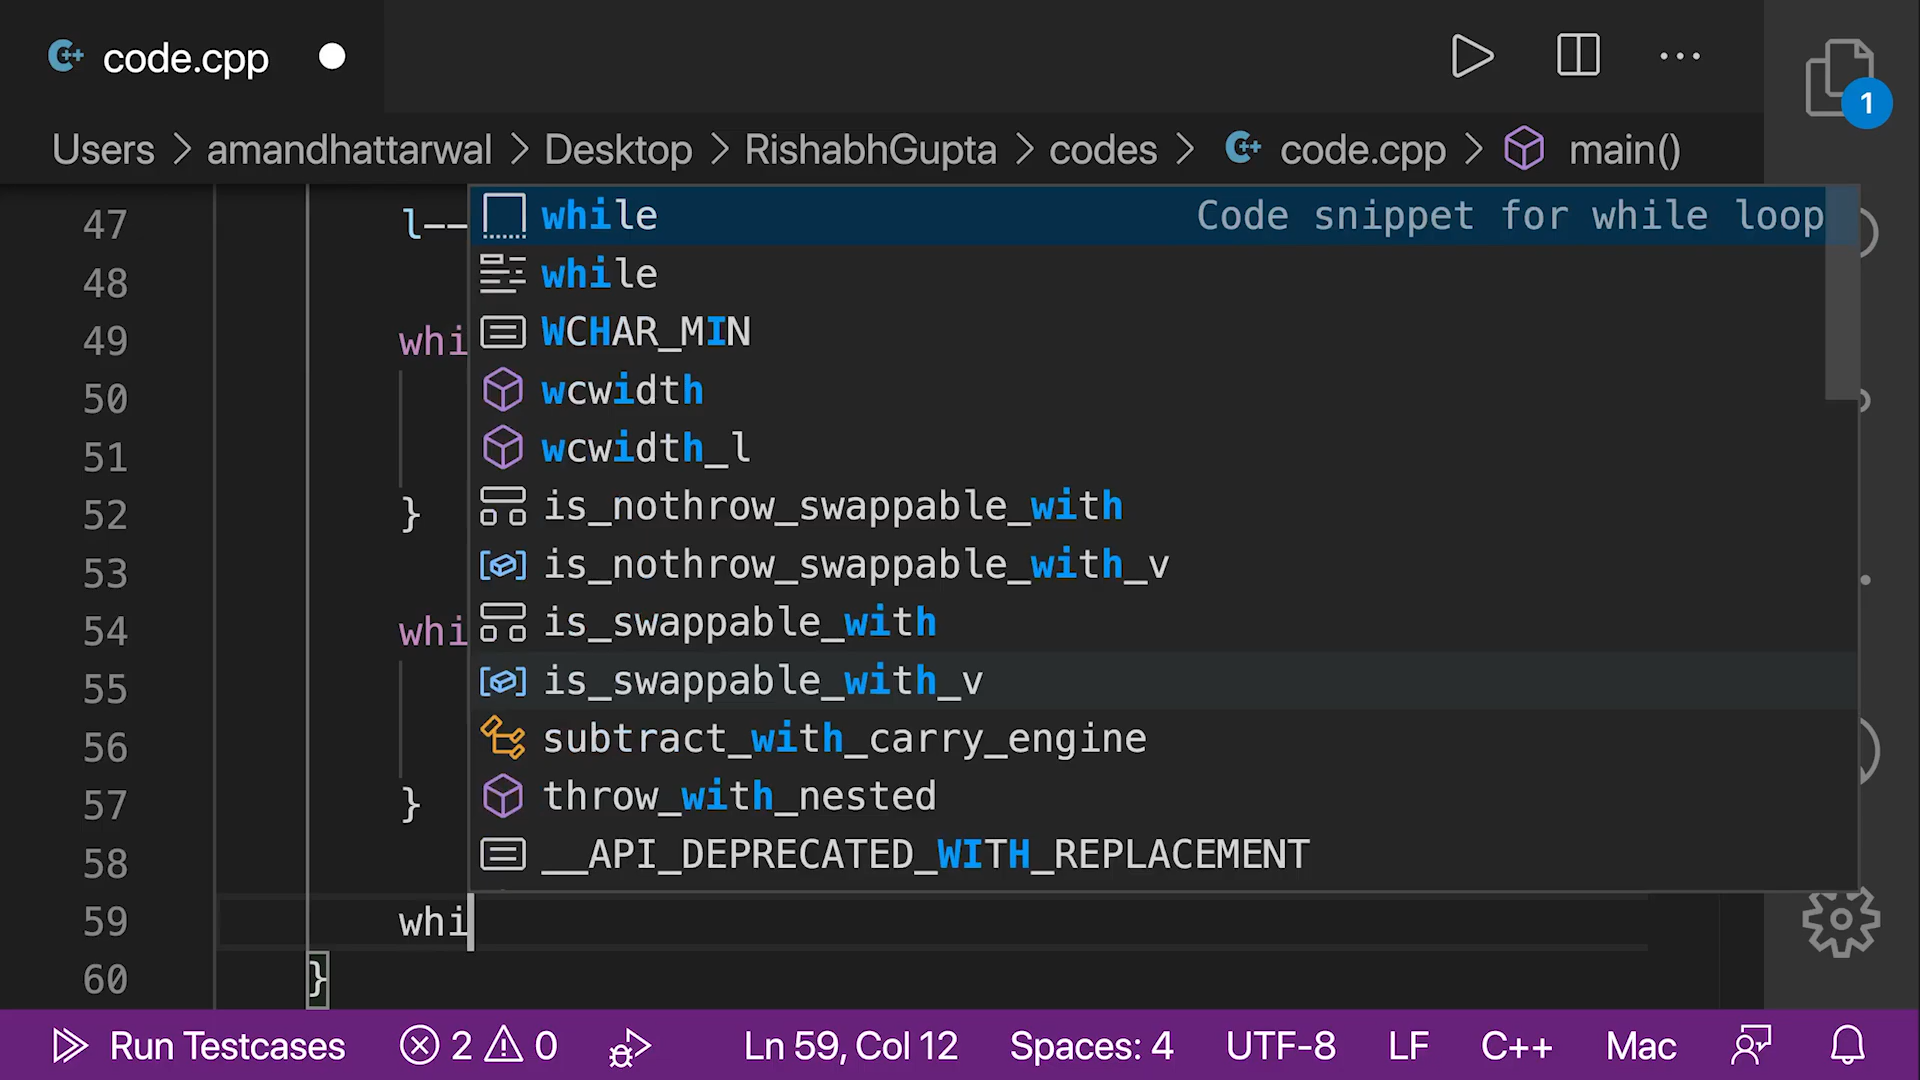 code.cpp
1
Users > amandhattarwal > Desktop > RishabhGupta > codes > code.cpp > main()
47 l--
while Code snippet for while loop
48
while
49 whi
WCHAR_MIN
50
wcwidth
51
wcwidth_l
52 }
is_nothrow_swappable_with
53
is_nothrow_swappable_with_v
54 whi
is_swappable_with
55
is_swappable_with_v
56
subtract_with_carry_engine
57 }
throw_with_nested
58
__API_DEPRECATED_WITH_REPLACEMENT
59 whi
60 }
Run Testcases 2 0 Ln 59, Col 12 Spaces: 4 UTF-8 LF C++ Mac